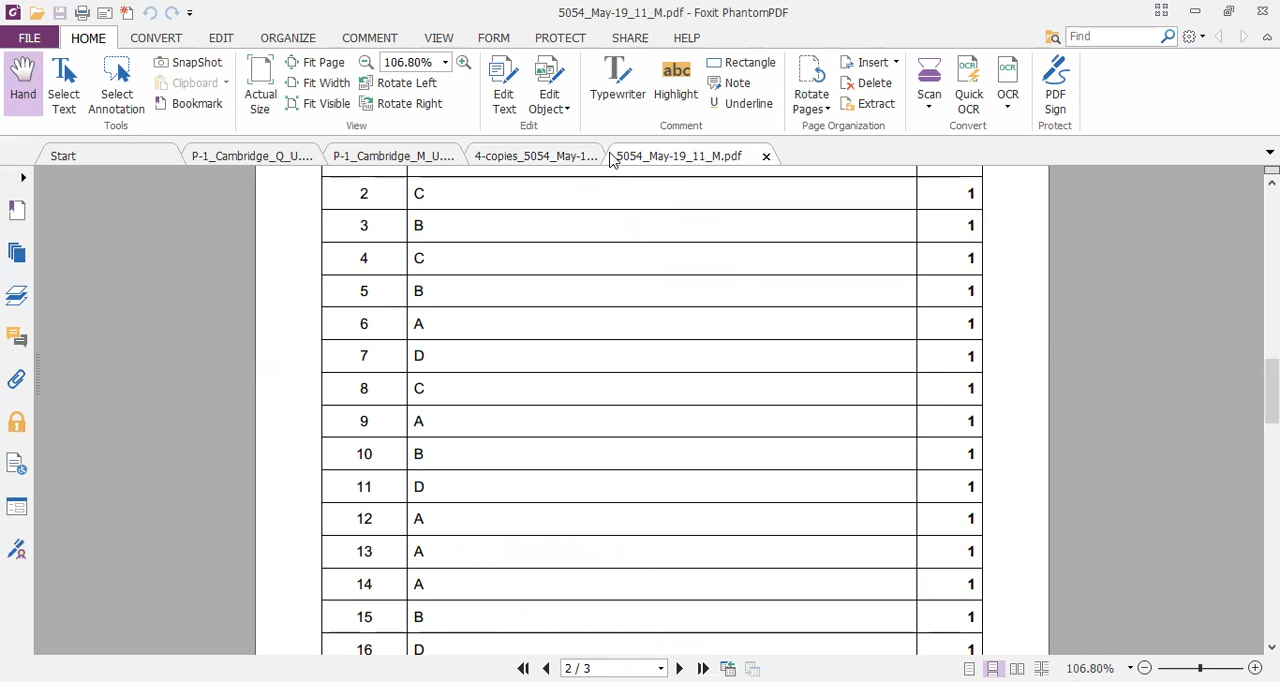 5054_May-19_11_M.pdf - Foxit PhantomPDF
FILE HOME CONVERT EDIT ORGANIZE COMMENT VIEW FORM PROTECT SHARE HELP Find
Hand
Select Text
Select Annotation
SnapShot
Clipboard
Bookmark
Tools
Actual Size
Fit Page
Fit Width
Fit Visible
106.80%
Rotate Left
Rotate Right
View
Edit Text
Edit Object
Edit
Typewriter
Highlight
Rectangle
Note
Underline
Comment
Rotate Pages
Insert
Delete
Extract
Page Organization
Scan
Quick OCR
OCR
Convert
PDF Sign
Protect
Start P-1_Cambridge_Q_U.... P-1_Cambridge_M_U.... 4-copies_5054_May-1... 5054_May-19_11_M.pdf
2 C 1
3 B 1
4 C 1
5 B 1
6 A 1
7 D 1
8 C 1
9 A 1
10 B 1
11 D 1
12 A 1
13 A 1
14 A 1
15 B 1
16 D 1
2 / 3 106.80%